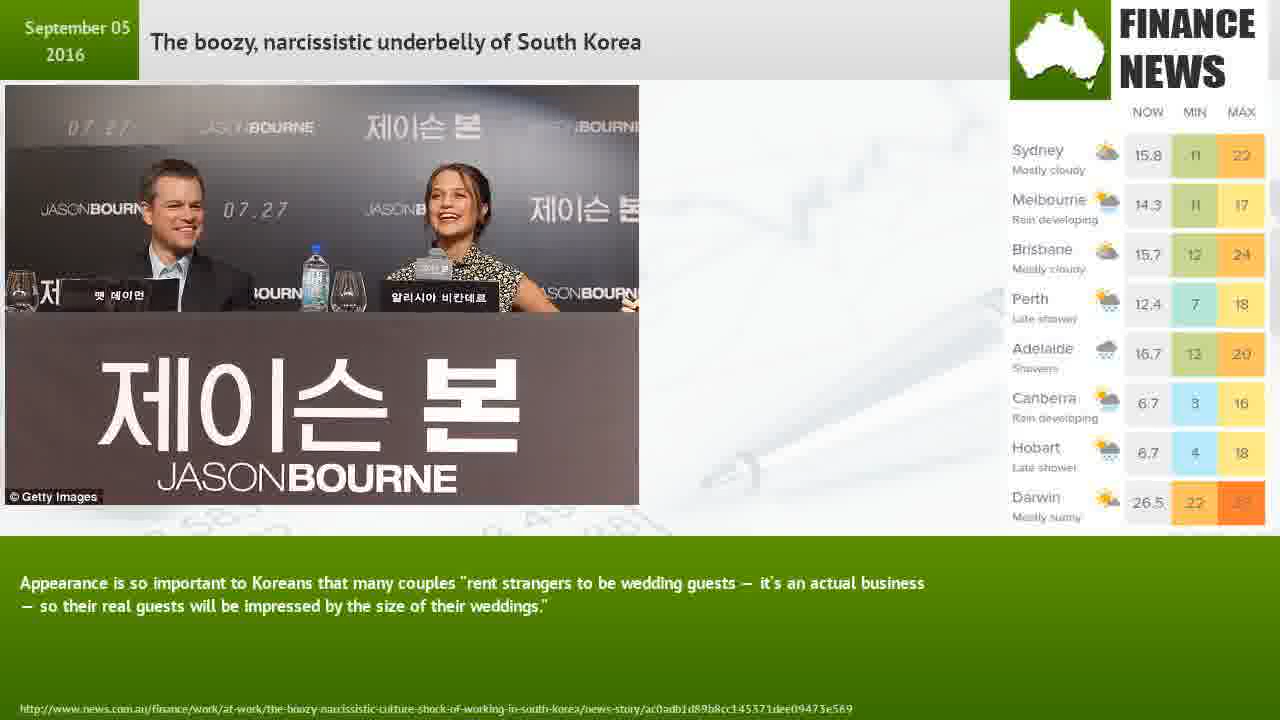 September 05
2016
The boozy, narcissistic underbelly of South Korea
FINANCE
NEWS
NOW MIN MAX
Sydney 15.8 11 22
Mostly cloudy
Melbourne 14.3 11 17
Rain developing
Brisbane 15.7 12 24
Mostly cloudy
Perth 12.4 7 18
Late shower
Adelaide 16.7 13 20
Showers
Canberra 6.7 3 16
Rain developing
Hobart 6.7 4 18
Late shower
Darwin 26.5 22
Mostly sunny
07.27 JASONBOURNE 제이슨 본 BOURNE
JASONBOURN 07.27 JASONB 제이슨
제 BOURN JASONBOURN
맷 데이먼 알리시아 비칸데르
제이슨 본
JASONBOURNE
© Getty Images
Appearance is so important to Koreans that many couples "rent strangers to be wedding guests — it's an actual business
— so their real guests will be impressed by the size of their weddings."
http://www.news.com.au/finance/work/at-work/the-boozy-narcissistic-culture-shock-of-working-in-south-korea/news-story/ac0adb1d89b8cc145371dee09473e569